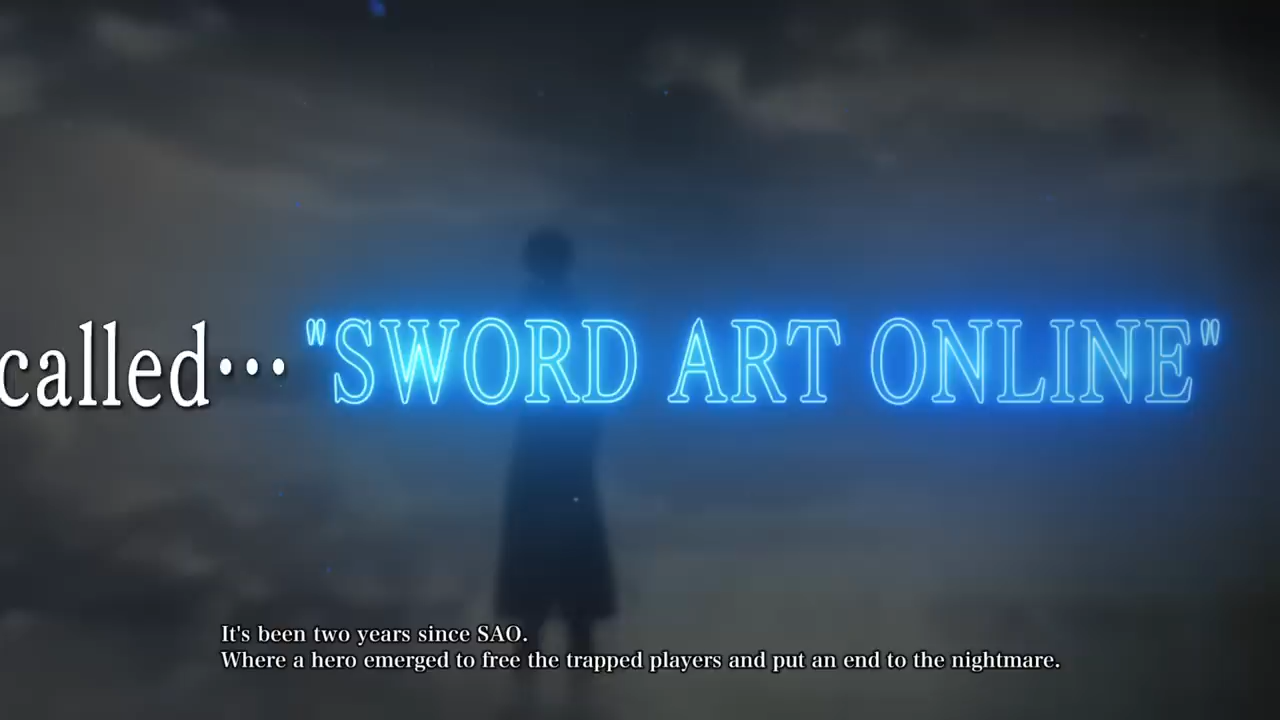 called…"SWORD ART ONLINE"
It's been two years since SAO.
Where a hero emerged to free the trapped players and put an end to the nightmare.